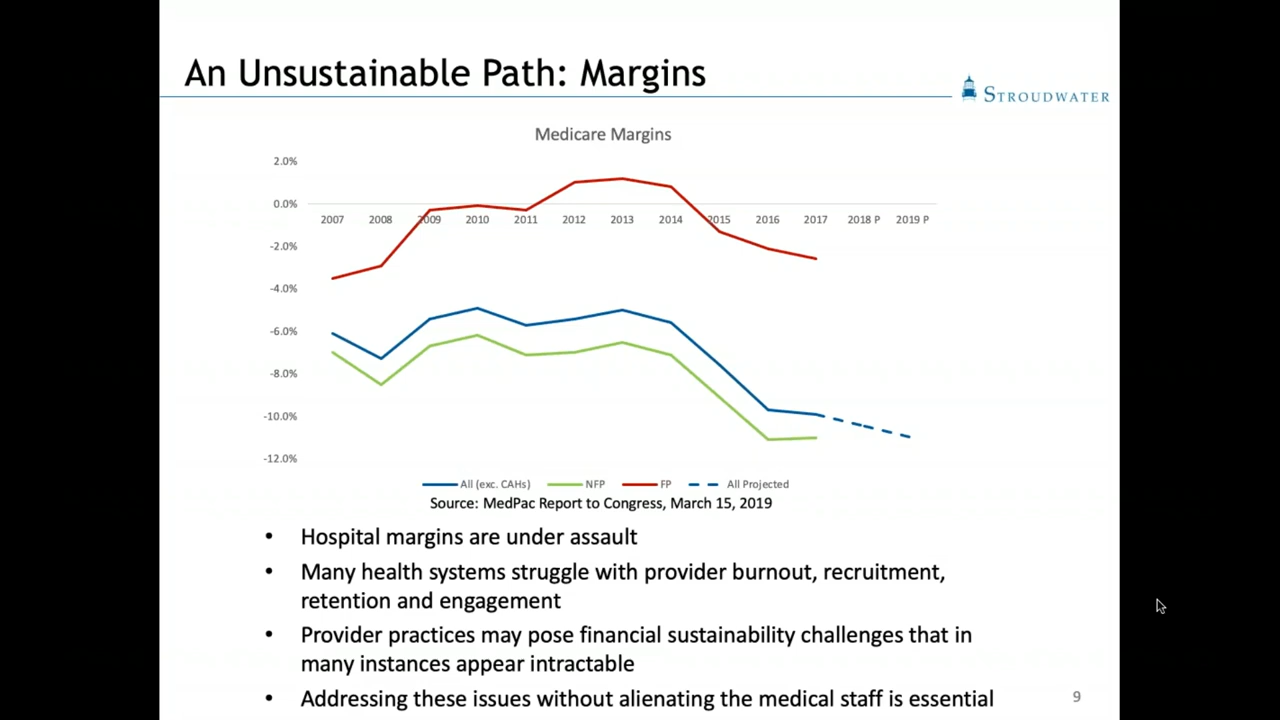 An Unsustainable Path: Margins
STROUDWATER
Medicare Margins
2.0%
0.0%
2007 2008 2009 2010 2011 2012 2013 2014 2015 2016 2017 2018 P 2019 P
-2.0%
-4.0%
-6.0%
-8.0%
-10.0%
-12.0%
All (exc. CAHs) NFP FP All Projected
Source: MedPac Report to Congress, March 15, 2019
• Hospital margins are under assault
• Many health systems struggle with provider burnout, recruitment,
retention and engagement
• Provider practices may pose financial sustainability challenges that in
many instances appear intractable
• Addressing these issues without alienating the medical staff is essential
9